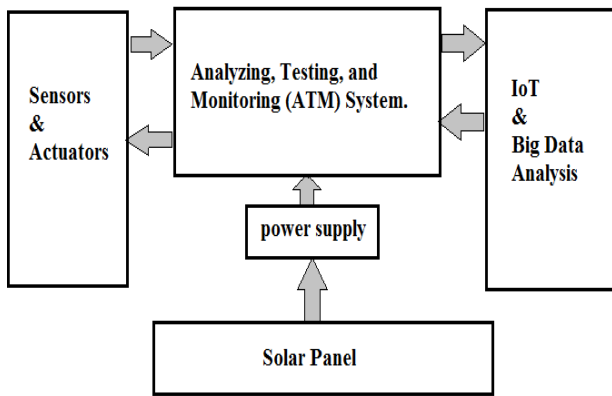 Sensors
&
Actuators
Analyzing, Testing, and
Monitoring (ATM) System.
IoT
&
Big Data
Analysis
power supply
Solar Panel